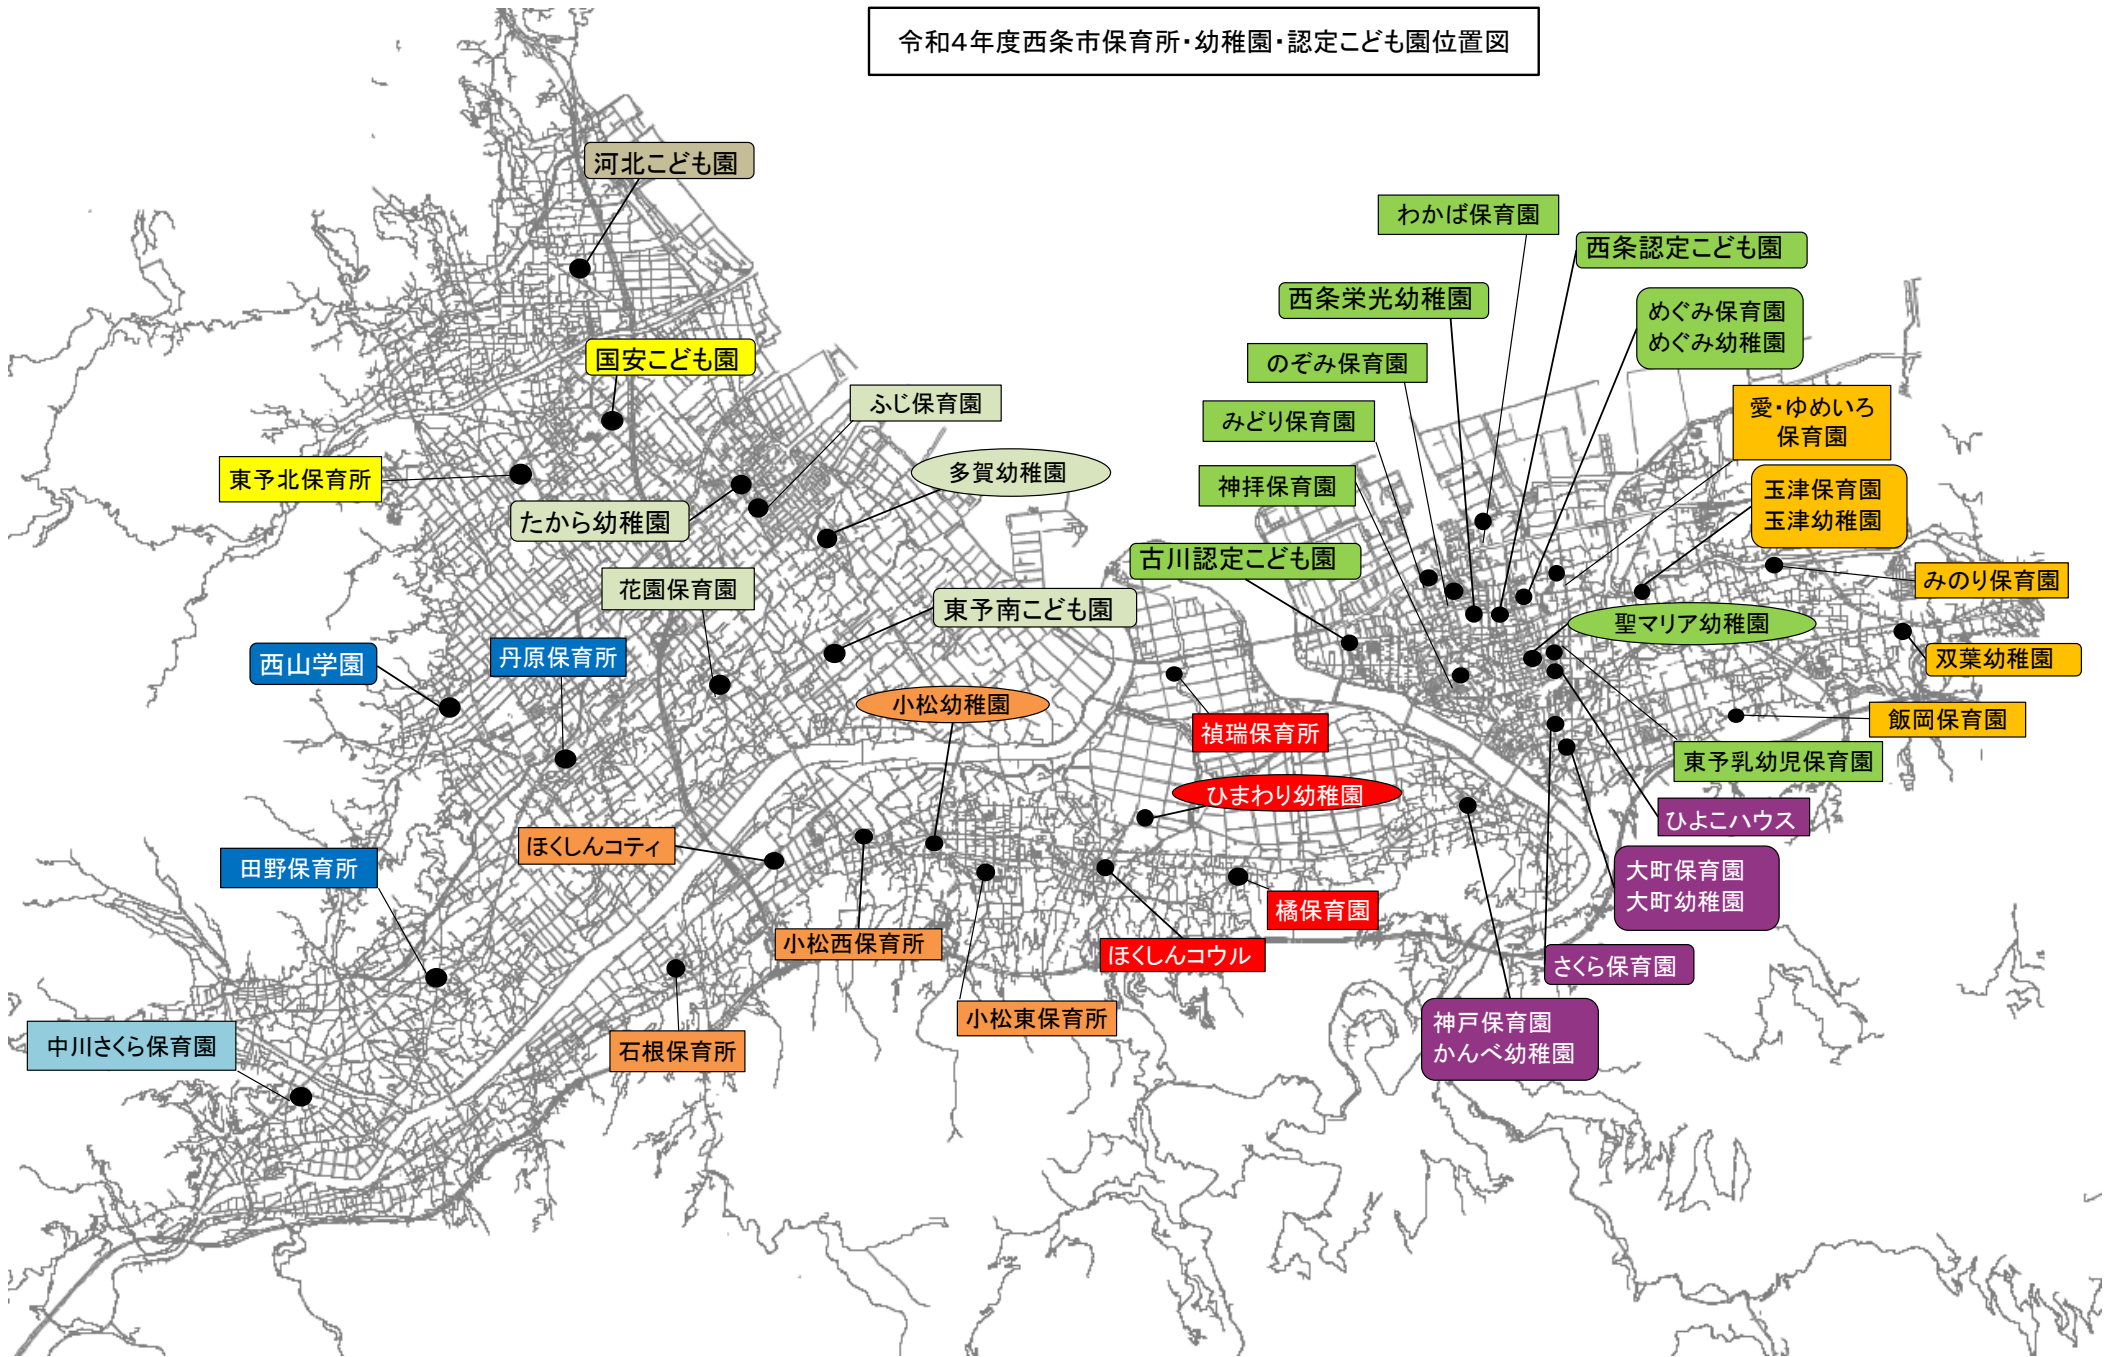 令和4年度西条市保育所・幼稚園・認定こども園位置図
河北こども園
わかば保育園
西条認定こども園
西条栄光幼稚園
めぐみ保育園
めぐみ幼稚園
国安こども園
のぞみ保育園
ふじ保育園
みどり保育園
愛・ゆめいろ
保育園
東予北保育所
多賀幼稚園
神拝保育園
玉津保育園
玉津幼稚園
たから幼稚園
古川認定こども園
花園保育園
東予南こども園
みのり保育園
聖マリア幼稚園
西山学園
丹原保育所
双葉幼稚園
小松幼稚園
禎瑞保育所
飯岡保育園
東予乳幼児保育園
ひまわり幼稚園
ひよこハウス
ほくしんコティ
田野保育所
大町保育園
大町幼稚園
橘保育園
小松西保育所
ほくしんコウル
さくら保育園
小松東保育所
神戸保育園
かんべ幼稚園
中川さくら保育園
石根保育所